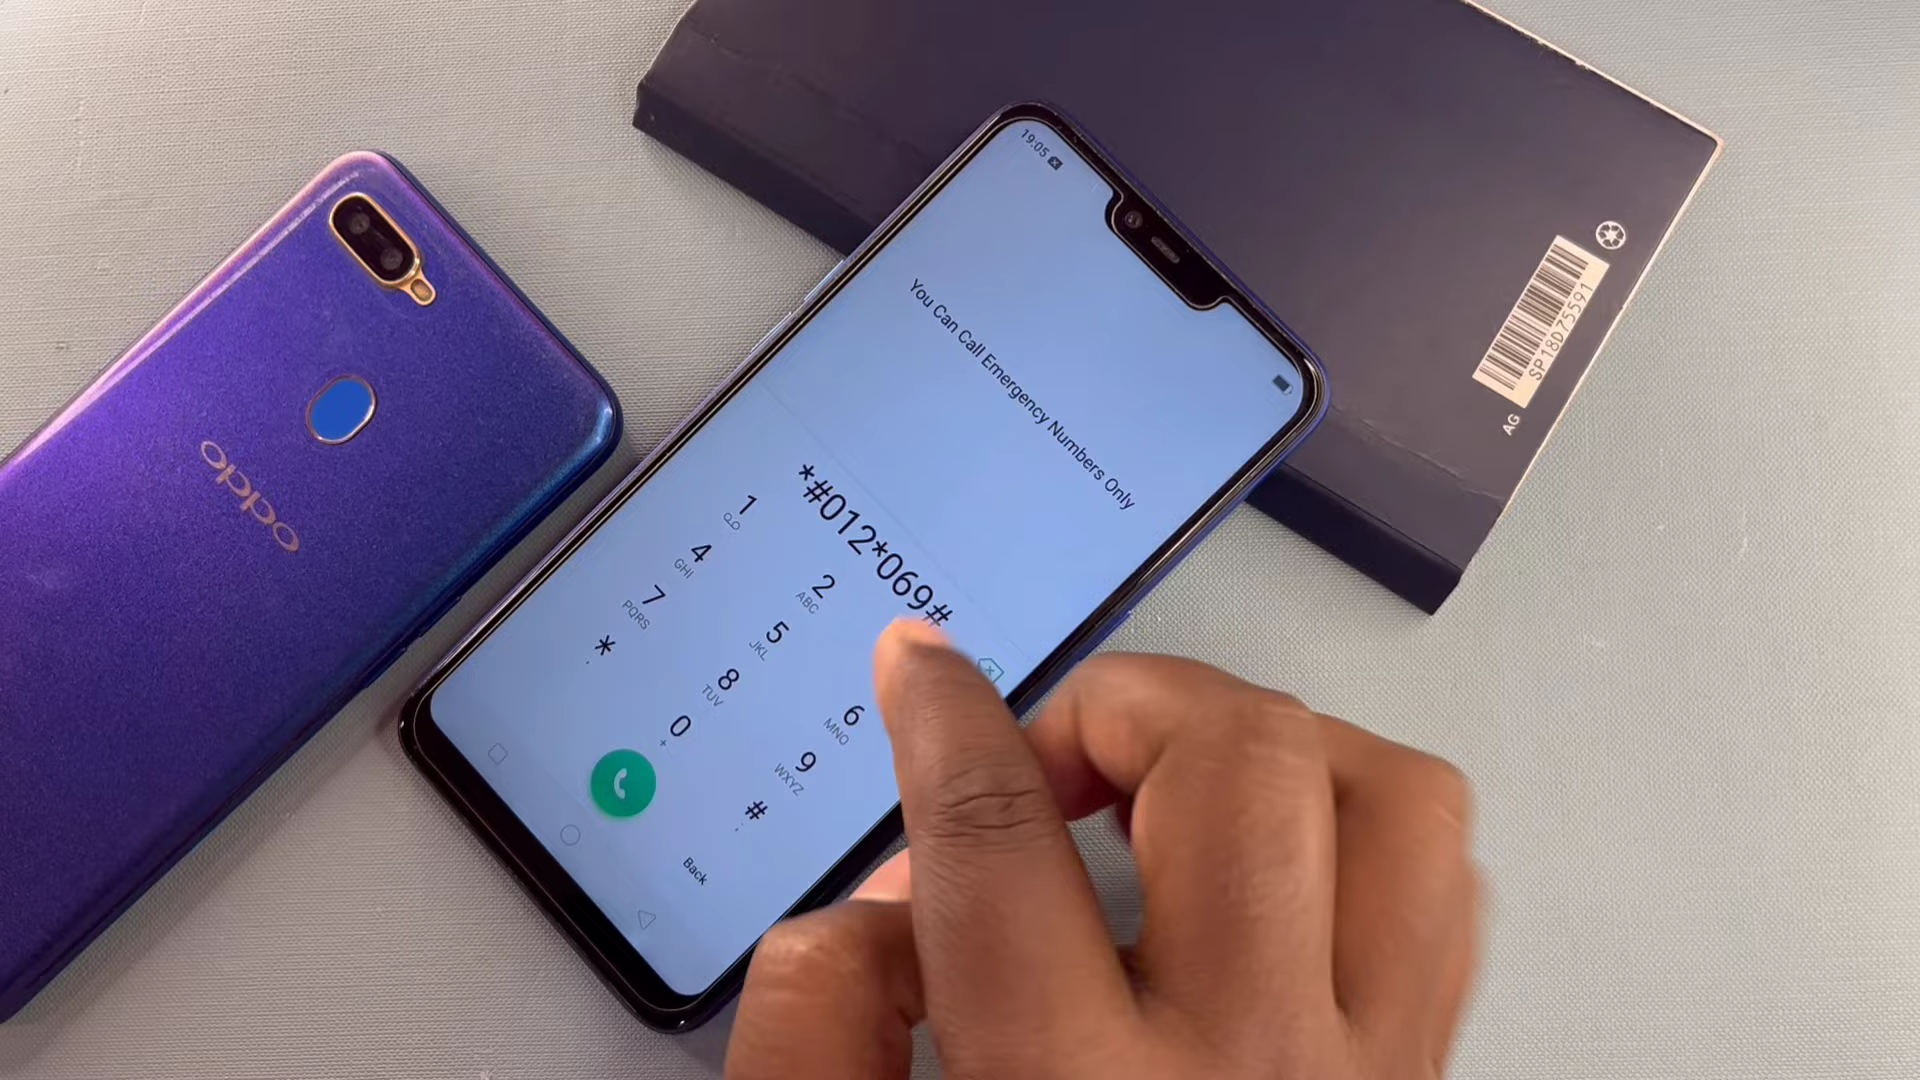 19:05
You Can Call Emergency Numbers Only
*#012*069#
1
2
ABC
4
GHI
5
JKL
6
MNO
7
PQRS
8
TUV
9
WXYZ
*
0
+
#
Back
oppo
SP18D75591
AG